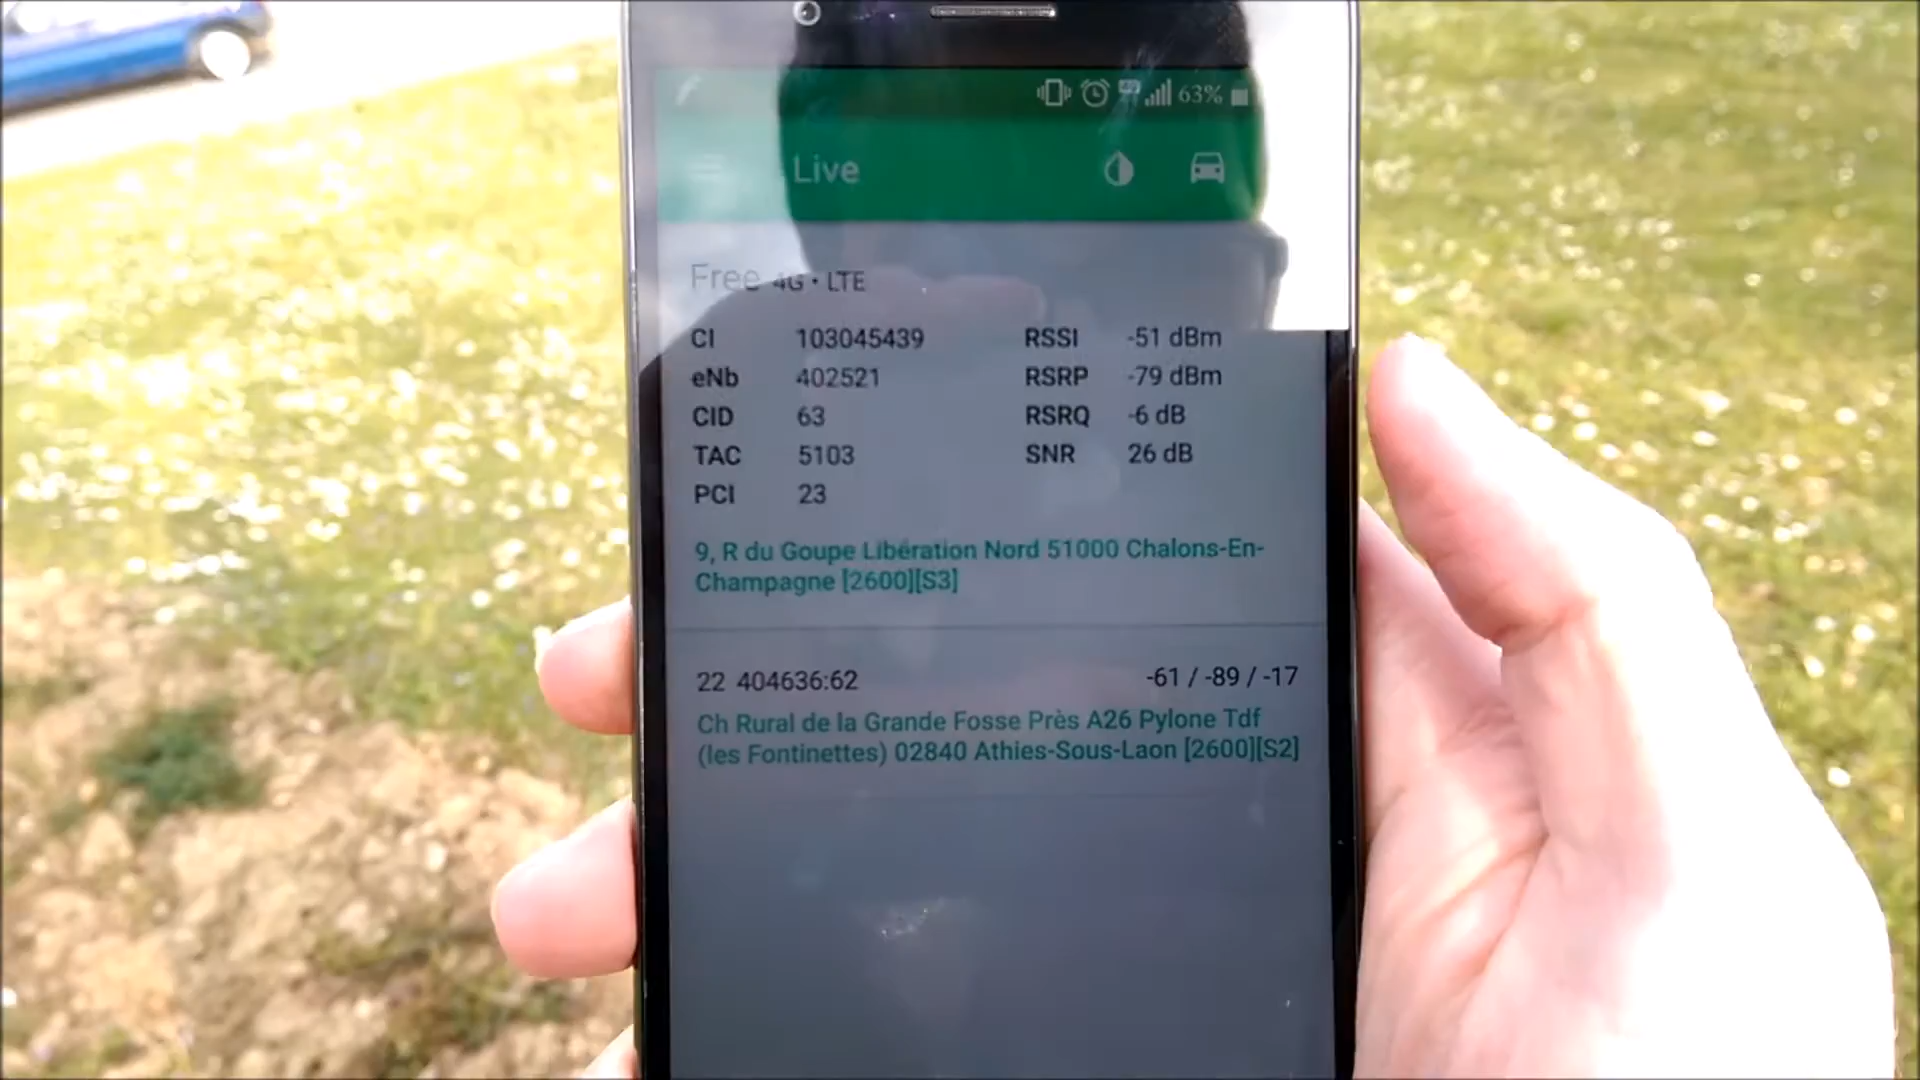 63%
Live
Free 4G • LTE
CI 103045439 RSSI -51 dBm
eNb 402521 RSRP -79 dBm
CID 63 RSRQ -6 dB
TAC 5103 SNR 26 dB
PCI 23
9, R du Goupe Libération Nord 51000 Chalons-En-
Champagne [2600][S3]
22 404636:62 -61 / -89 / -17
Ch Rural de la Grande Fosse Près A26 Pylone Tdf
(les Fontinettes) 02840 Athies-Sous-Laon [2600][S2]